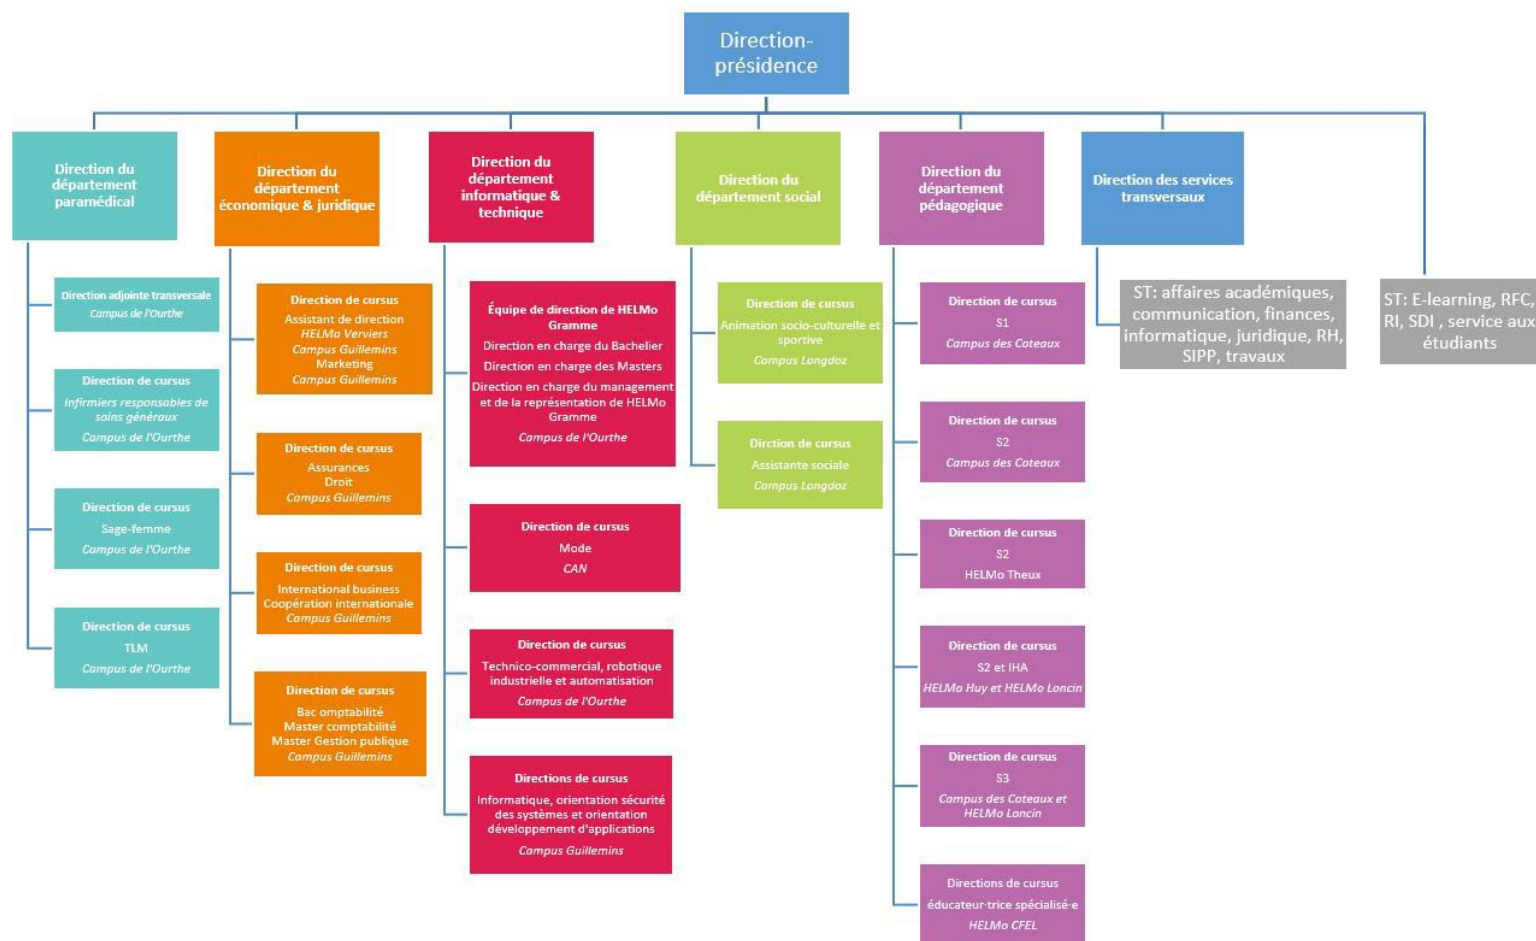 Direction-
présidence
Direction du
département
paramédical
Direction adjointe transversale
Campus de l'Ourthe
Direction de cursus
Infirmiers responsables de
soins généraux
Campus de l'Ourthe
Direction de cursus
Sage-femme
Campus de l'Ourthe
Direction de cursus
TLM
Campus de l'Ourthe
Direction du
département
économique & juridique
Direction de cursus
Assistant de direction
HELMo Verviers
Campus Guillemins
Marketing
Campus Guillemins
Direction de cursus
Assurances
Droit
Campus Guillemins
Direction de cursus
International business
Coopération internationale
Campus Guillemins
Direction de cursus
Bac omptabilité
Master comptabilité
Master Gestion publique
Campus Guillemins
Direction du
département
informatique &
technique
Équipe de direction de HELMo
Gramme
Direction en charge du Bachelier
Direction en charge des Masters
Direction en charge du management
et de la représentation de HELMo
Gramme
Campus de l'Ourthe
Direction de cursus
Mode
CAN
Direction de cursus
Technico-commercial, robotique
industrielle et automatisation
Campus de l'Ourthe
Directions de cursus
Informatique, orientation sécurité
des systèmes et orientation
développement d'applications
Campus Guillemins
Direction du
département social
Direction de cursus
Animation socio-culturelle et
sportive
Campus Longdoz
Dirction de cursus
Assistante sociale
Campus Longdoz
Direction du
département
pédagogique
Direction de cursus
S1
Campus des Coteaux
Direction de cursus
S2
Campus des Coteaux
Direction de cursus
S2
HELMo Theux
Direction de cursus
S2 et IHA
HELMo Huy et HELMo Loncin
Direction de cursus
S3
Campus des Coteaux et
HELMo Loncin
Directions de cursus
éducateur·trice spécialisé·e
HELMo CFEL
Direction des services
transversaux
ST: affaires académiques,
communication, finances,
informatique, juridique, RH,
SIPP, travaux
ST: E-learning, RFC,
RI, SDI , service aux
étudiants